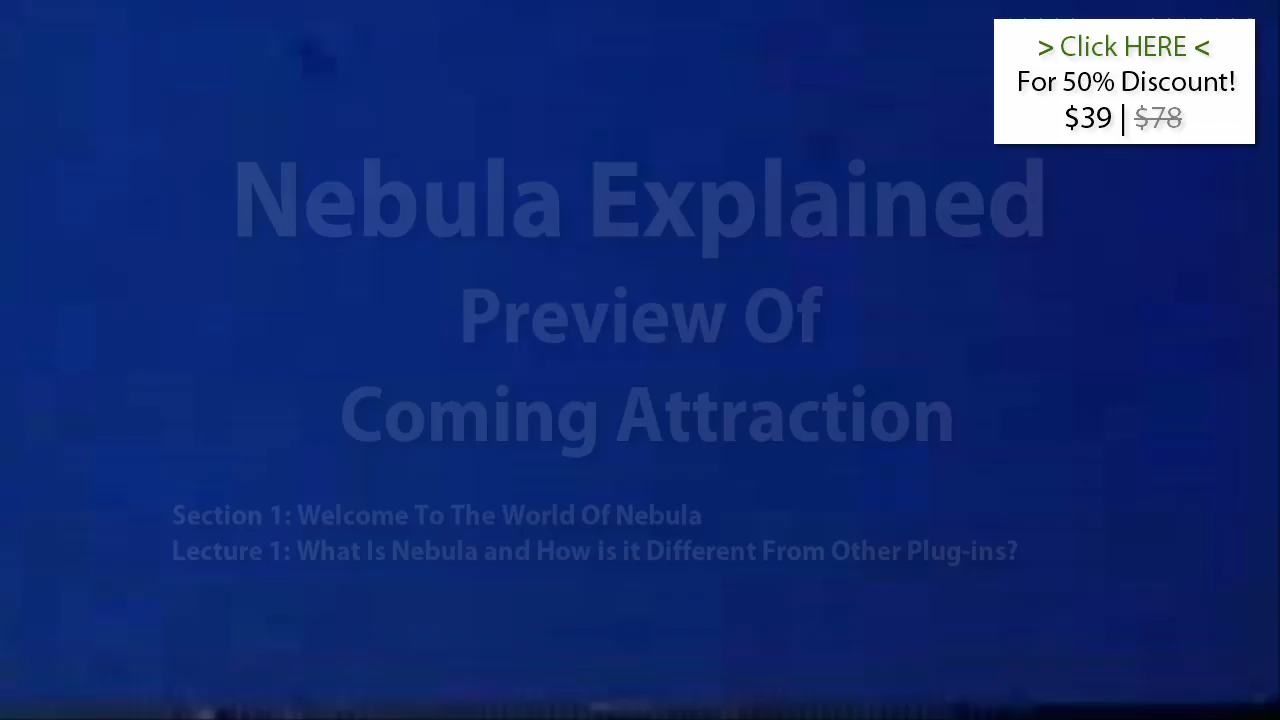 > Click HERE <
For 50% Discount!
$39 | $78
Nebula Explained
Preview Of
Coming Attraction
Section 1: Welcome To The World Of Nebula
Lecture 1: What Is Nebula and How is it Different From Other Plug-ins?